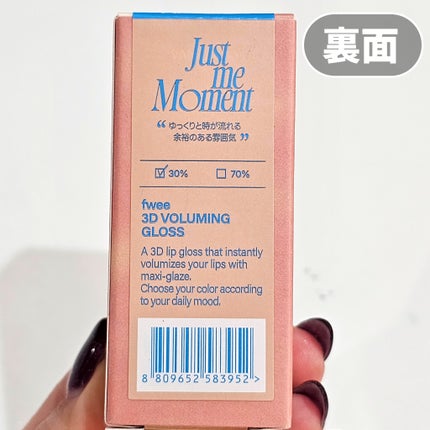 裏面
Just
me
Moment
“ ゆっくりと時が流れる
余裕のある雰囲気 ”
☑ 30% ☐ 70%
fwee
3D VOLUMING
GLOSS
A 3D lip gloss that instantly
volumizes your lips with
maxi-glaze.
Choose your color according
to your daily mood.
8 809652 583952 >